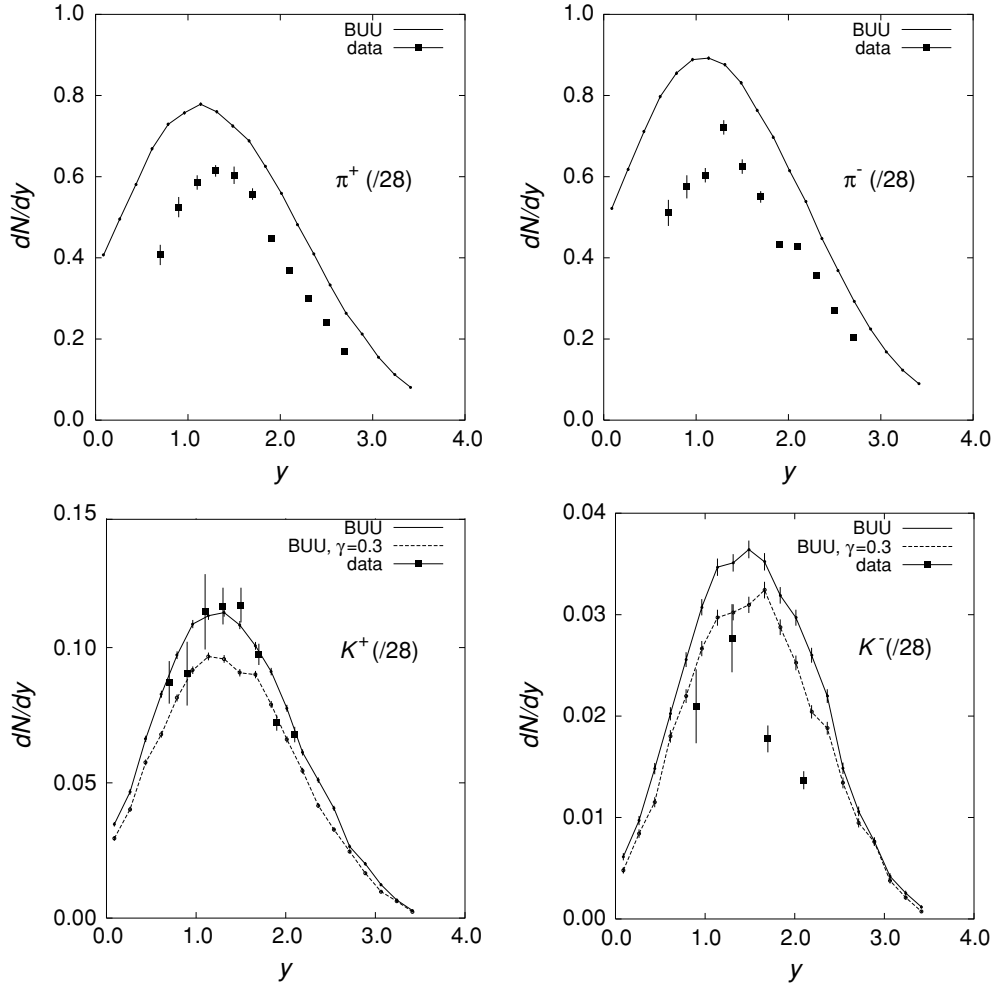 1.0
0.8
0.6
0.4
0.2
0.0
dN/dy
BUU
data
π+ (/28)
0.0 1.0 2.0 3.0 4.0
y
1.0
0.8
0.6
0.4
0.2
0.0
dN/dy
BUU
data
π- (/28)
0.0 1.0 2.0 3.0 4.0
y
0.15
0.10
0.05
0.00
dN/dy
BUU
BUU, γ=0.3
data
K+ (/28)
0.0 1.0 2.0 3.0 4.0
y
0.04
0.03
0.02
0.01
0.00
dN/dy
BUU
BUU, γ=0.3
data
K- (/28)
0.0 1.0 2.0 3.0 4.0
y